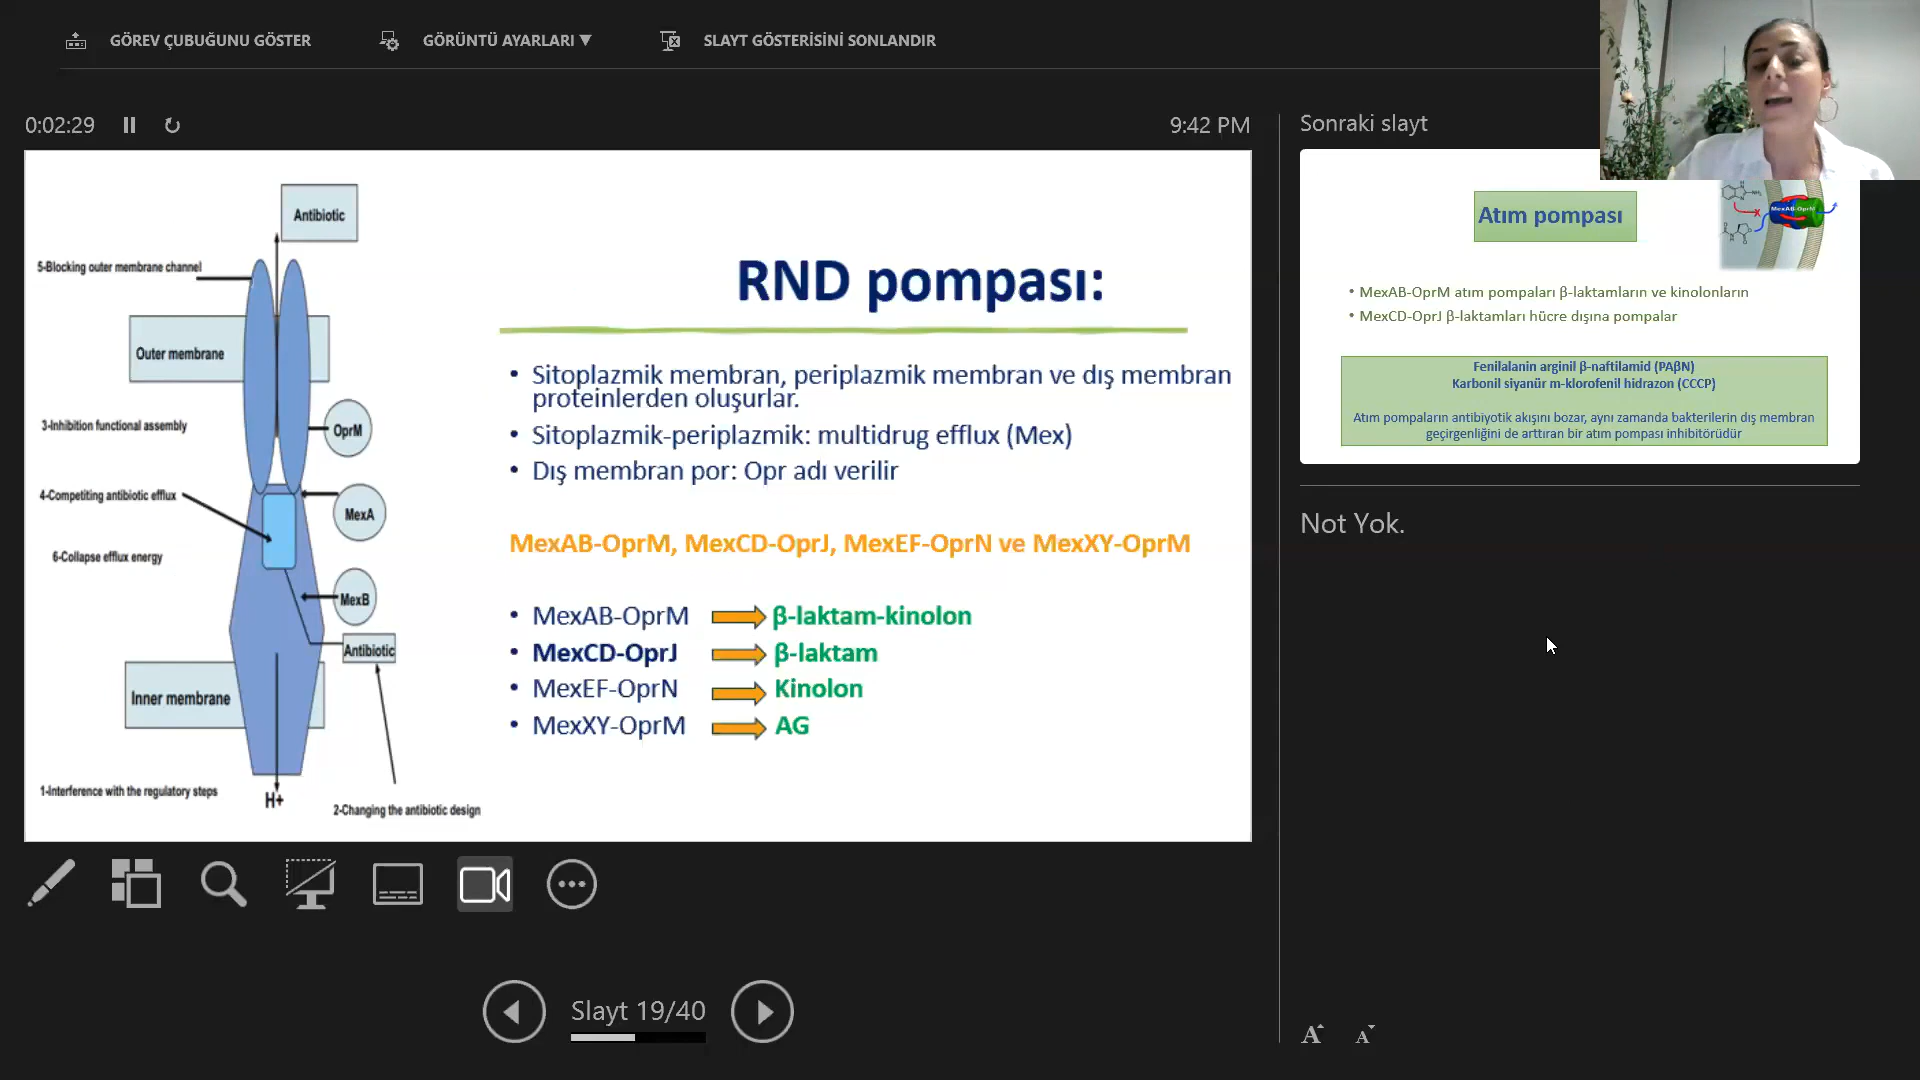 GÖREV ÇUBUĞUNU GÖSTER
GÖRÜNTÜ AYARLARI ▼
SLAYT GÖSTERİSİNİ SONLANDIR
0:02:29
9:42 PM
Antibiotic
5-Blocking outer membrane channel
Outer membrane
3-Inhibition functional assembly
OprM
4-Competiting antibiotic efflux
MexA
6-Collapse efflux energy
MexB
Antibiotic
Inner membrane
1-Interference with the regulatory steps
H+
2-Changing the antibiotic design
RND pompası:
• Sitoplazmik membran, periplazmik membran ve dış membran
proteinlerden oluşurlar.
• Sitoplazmik-periplazmik: multidrug efflux (Mex)
• Dış membran por: Opr adı verilir
MexAB-OprM, MexCD-OprJ, MexEF-OprN ve MexXY-OprM
• MexAB-OprM β-laktam-kinolon
• MexCD-OprJ β-laktam
• MexEF-OprN Kinolon
• MexXY-OprM AG
Slayt 19/40
Sonraki slayt
Atım pompası
MexAB-OprM
• MexAB-OprM atım pompaları β-laktamların ve kinolonların
• MexCD-OprJ β-laktamları hücre dışına pompalar
Fenilalanin arginil β-naftilamid (PAβN)
Karbonil siyanür m-klorofenil hidrazon (CCCP)
Atım pompaların antibiyotik akışını bozar, aynı zamanda bakterilerin dış membran
geçirgenliğini de arttıran bir atım pompası inhibitörüdür
Not Yok.
A A